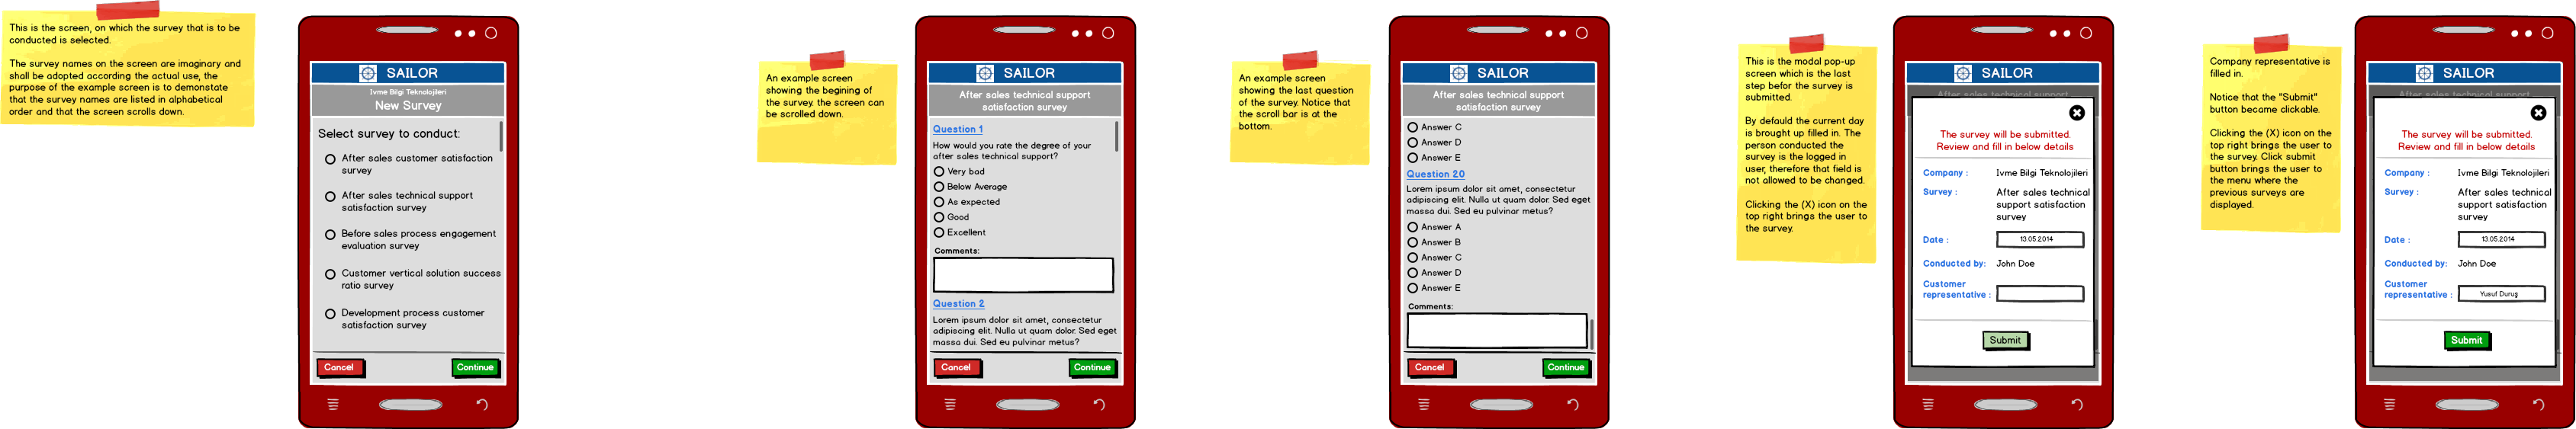 This is the screen, on which the survey that is to be
conducted is selected.
The survey names on the screen are imaginary and
shall be adopted according the actual use, the
purpose of the example screen is to demonstate
that the survey names are listed in alphabetical
order and that the screen scrolls down.
SAILOR
Ivme Bilgi Teknolojileri
New Survey
Select survey to conduct:
After sales customer satisfaction
survey
After sales technical support
satisfaction survey
Before sales process engagement
evaluation survey
Customer vertical solution success
ratio survey
Development process customer
satisfaction survey
Cancel
Continue
An example screen
showing the begining of
the survey. the screen can
be scrolled down.
SAILOR
After sales technical support
satisfaction survey
Question 1
How would you rate the degree of your
after sales technical support?
Very bad
Below Average
As expected
Good
Excellent
Comments:
Question 2
Lorem ipsum dolor sit amet, consectetur
adipiscing elit. Nulla ut quam dolor. Sed eget
massa dui. Sed eu pulvinar metus?
Cancel
Continue
An example screen
showing the last question
of the survey. Notice that
the scroll bar is at the
bottom.
SAILOR
After sales technical support
satisfaction survey
Answer C
Answer D
Answer E
Question 20
Lorem ipsum dolor sit amet, consectetur
adipiscing elit. Nulla ut quam dolor. Sed eget
massa dui. Sed eu pulvinar metus?
Answer A
Answer B
Answer C
Answer D
Answer E
Comments:
Cancel
Continue
This is the modal pop-up
screen which is the last
step befor the survey is
submitted.
By defauld the current day
is brought up filled in. The
person conducted the
survey is the logged in
user, therefore that field is
not allowed to be changed.
Clicking the (X) icon on the
top right brings the user to
the survey.
SAILOR
After sales technical support
The survey will be submitted.
Review and fill in below details
Company : Ivme Bilgi Teknolojileri
Survey : After sales technical
support satisfaction
survey
Date : 13.05.2014
Conducted by: John Doe
Customer
representative :
Submit
Company representative is
filled in.
Notice that the "Submit"
button became clickable.
Clicking the (X) icon on the
top right brings the user to
the survey. Click submit
button brings the user to
the menu where the
previous surveys are
displayed.
SAILOR
After sales technical support
The survey will be submitted.
Review and fill in below details
Company : Ivme Bilgi Teknolojileri
Survey : After sales technical
support satisfaction
survey
Date : 13.05.2014
Conducted by: John Doe
Customer
representative : Yusuf Duruş
Submit